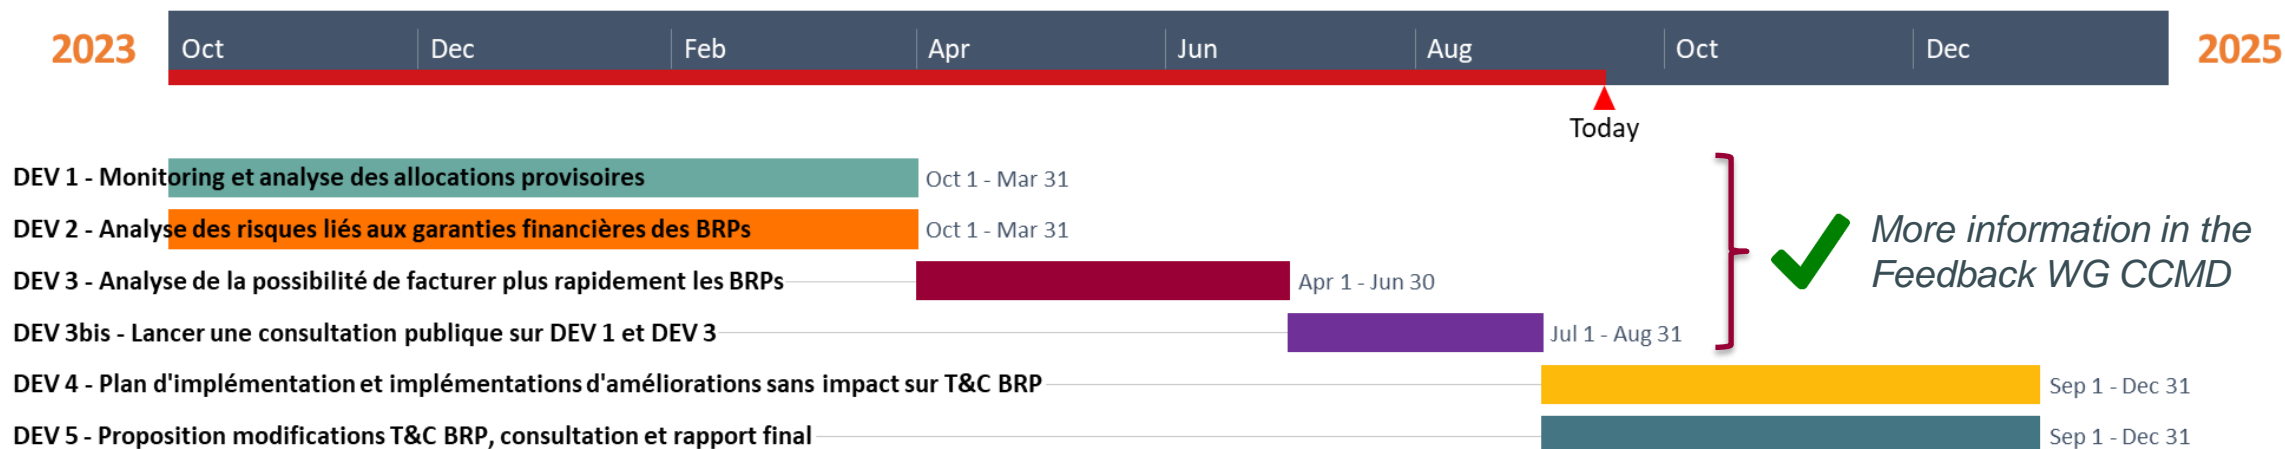 2023 Oct Dec Feb Apr Jun Aug Oct Dec 2025
Today
DEV 1 - Monitoring et analyse des allocations provisoires Oct 1 - Mar 31
DEV 2 - Analyse des risques liés aux garanties financières des BRPs Oct 1 - Mar 31
DEV 3 - Analyse de la possibilité de facturer plus rapidement les BRPs Apr 1 - Jun 30
DEV 3bis - Lancer une consultation publique sur DEV 1 et DEV 3 Jul 1 - Aug 31
More information in the
Feedback WG CCMD
DEV 4 - Plan d'implémentation et implémentations d'améliorations sans impact sur T&C BRP Sep 1 - Dec 31
DEV 5 - Proposition modifications T&C BRP, consultation et rapport final Sep 1 - Dec 31